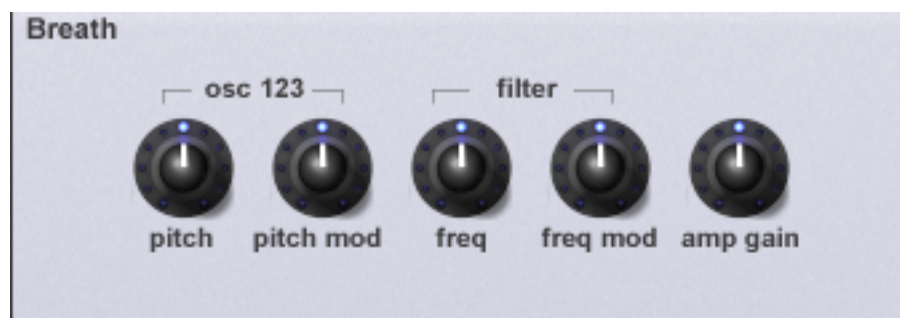 Breath
osc 123 filter
pitch pitch mod freq freq mod amp gain